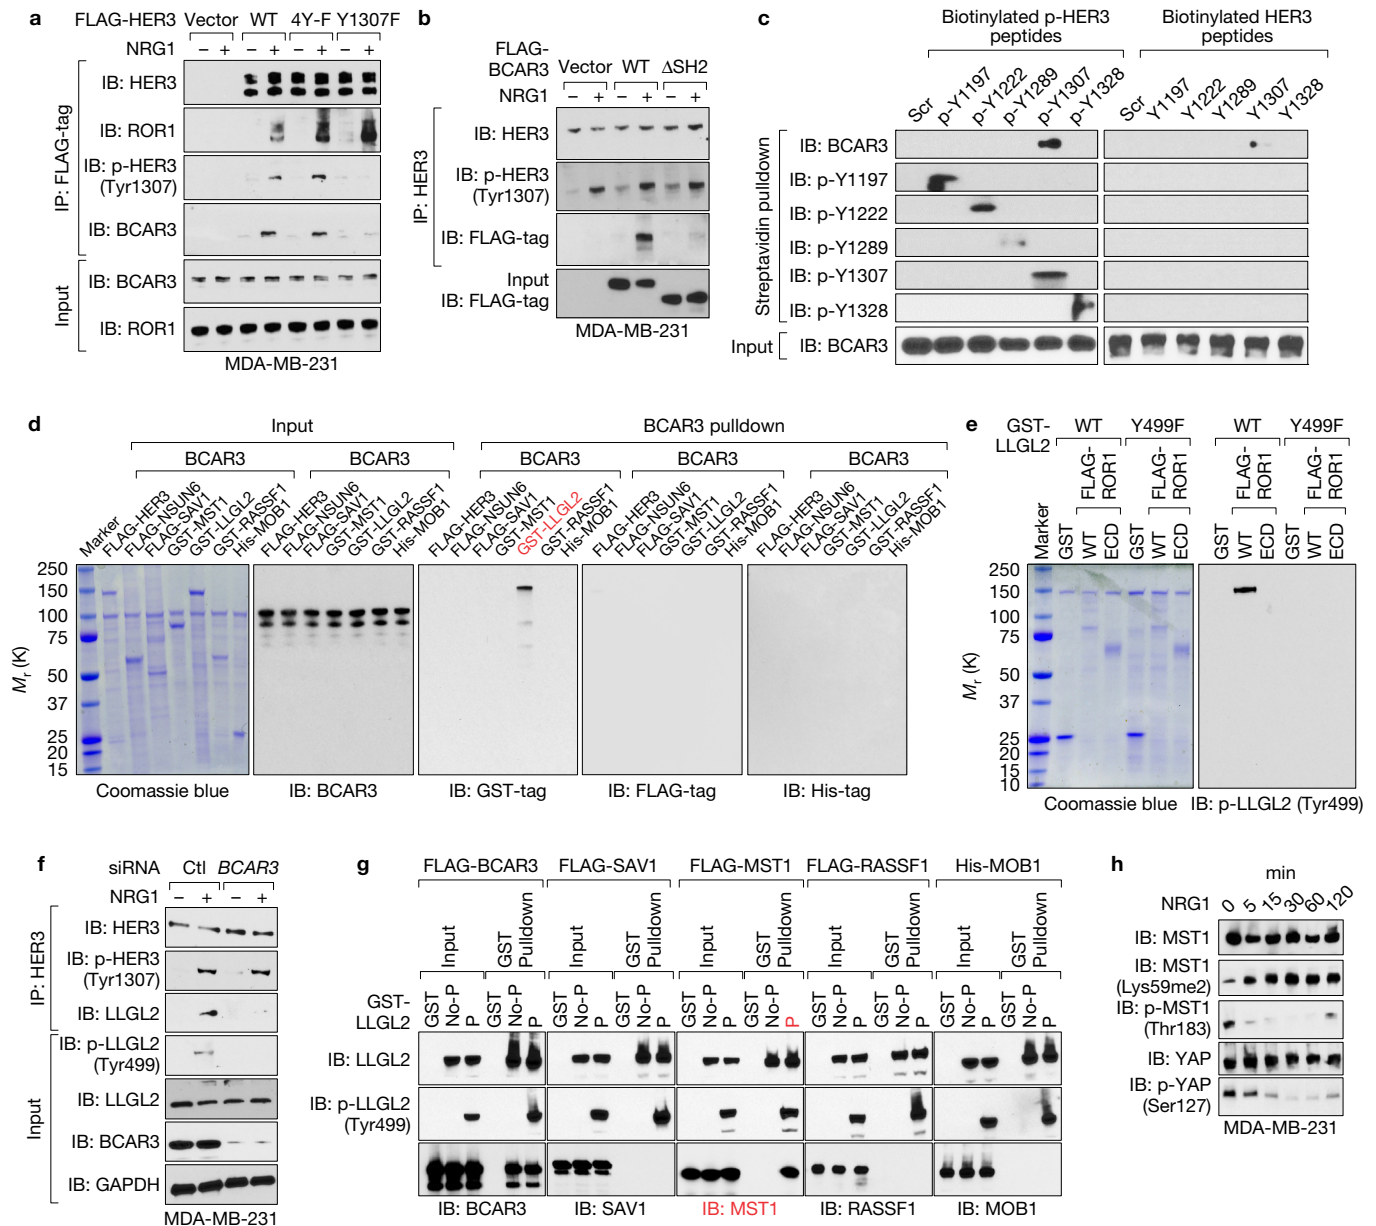 a
FLAG-HER3 Vector WT 4Y-F Y1307F
NRG1 – + – + – + – +
IP: FLAG-tag
IB: HER3
IB: ROR1
IB: p-HER3
(Tyr1307)
IB: BCAR3
Input
IB: BCAR3
IB: ROR1
MDA-MB-231
b
FLAG-
BCAR3 Vector WT ΔSH2
NRG1 – + – + – +
IP: HER3
IB: HER3
IB: p-HER3
(Tyr1307)
IB: FLAG-tag
Input
IB: FLAG-tag
MDA-MB-231
c
Biotinylated p-HER3
peptides
Biotinylated HER3
peptides
Scr p-Y1197 p-Y1222 p-Y1289 p-Y1307 p-Y1328
Scr Y1197 Y1222 Y1289 Y1307 Y1328
Streptavidin pulldown
IB: BCAR3
IB: p-Y1197
IB: p-Y1222
IB: p-Y1289
IB: p-Y1307
IB: p-Y1328
Input IB: BCAR3
d
Input
BCAR3 pulldown
BCAR3 BCAR3 BCAR3 BCAR3 BCAR3
Marker FLAG-HER3 FLAG-NSUN6 FLAG-SAV1 GST-MST1 GST-LLGL2 GST-RASSF1 His-MOB1
FLAG-HER3 FLAG-NSUN6 FLAG-SAV1 GST-MST1 GST-LLGL2 GST-RASSF1 His-MOB1
FLAG-HER3 FLAG-NSUN6 FLAG-SAV1 GST-MST1 GST-LLGL2 GST-RASSF1 His-MOB1
FLAG-HER3 FLAG-NSUN6 FLAG-SAV1 GST-MST1 GST-LLGL2 GST-RASSF1 His-MOB1
FLAG-HER3 FLAG-NSUN6 FLAG-SAV1 GST-MST1 GST-LLGL2 GST-RASSF1 His-MOB1
Mr (K)
250
150
100
75
50
37
25
20
15
Coomassie blue
IB: BCAR3
IB: GST-tag
IB: FLAG-tag
IB: His-tag
e
GST-
LLGL2
WT Y499F WT Y499F
FLAG-
ROR1
FLAG-
ROR1
FLAG-
ROR1
FLAG-
ROR1
Marker GST WT ECD GST WT ECD GST WT ECD GST WT ECD
Mr (K)
250
150
100
75
50
37
25
20
15
10
Coomassie blue
IB: p-LLGL2 (Tyr499)
f
siRNA Ctl BCAR3
NRG1 – + – +
IP: HER3
IB: HER3
IB: p-HER3
(Tyr1307)
IB: LLGL2
Input
IB: p-LLGL2
(Tyr499)
IB: LLGL2
IB: BCAR3
IB: GAPDH
MDA-MB-231
g
FLAG-BCAR3 FLAG-SAV1 FLAG-MST1 FLAG-RASSF1 His-MOB1
Input GST Pulldown Input GST Pulldown Input GST Pulldown Input GST Pulldown Input GST Pulldown
GST-
LLGL2
GST No-P P GST No-P P GST No-P P GST No-P P GST No-P P GST No-P P GST No-P P GST No-P P GST No-P P GST No-P P
IB: LLGL2
IB: p-LLGL2
(Tyr499)
IB: BCAR3 IB: SAV1 IB: MST1 IB: RASSF1 IB: MOB1
h
min
NRG1 0 5 15 30 60 120
IB: MST1
IB: MST1
(Lys59me2)
IB: p-MST1
(Thr183)
IB: YAP
IB: p-YAP
(Ser127)
MDA-MB-231